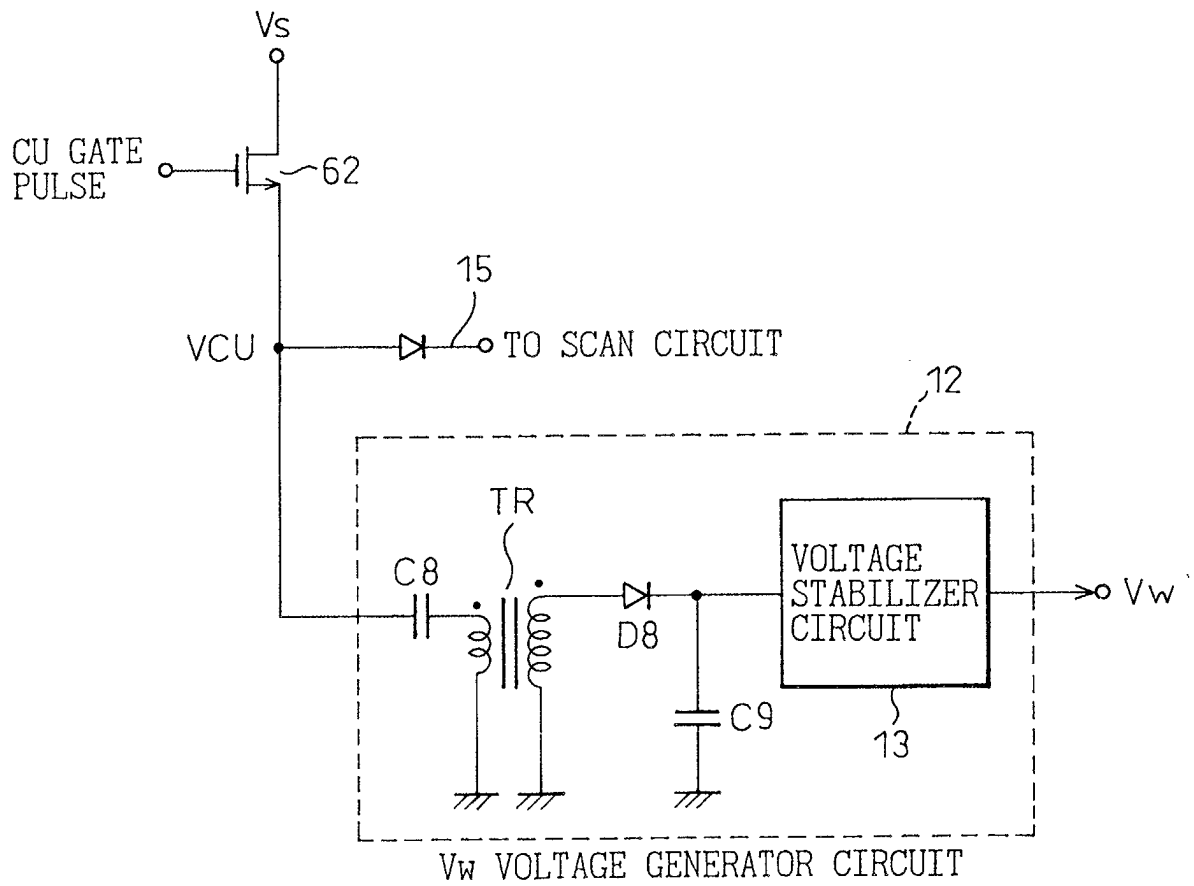 Vs
CU GATE
PULSE
62
15
VCU
TO SCAN CIRCUIT
12
TR
C8
D8
VOLTAGE
STABILIZER
CIRCUIT
Vw
C9
13
Vw VOLTAGE GENERATOR CIRCUIT